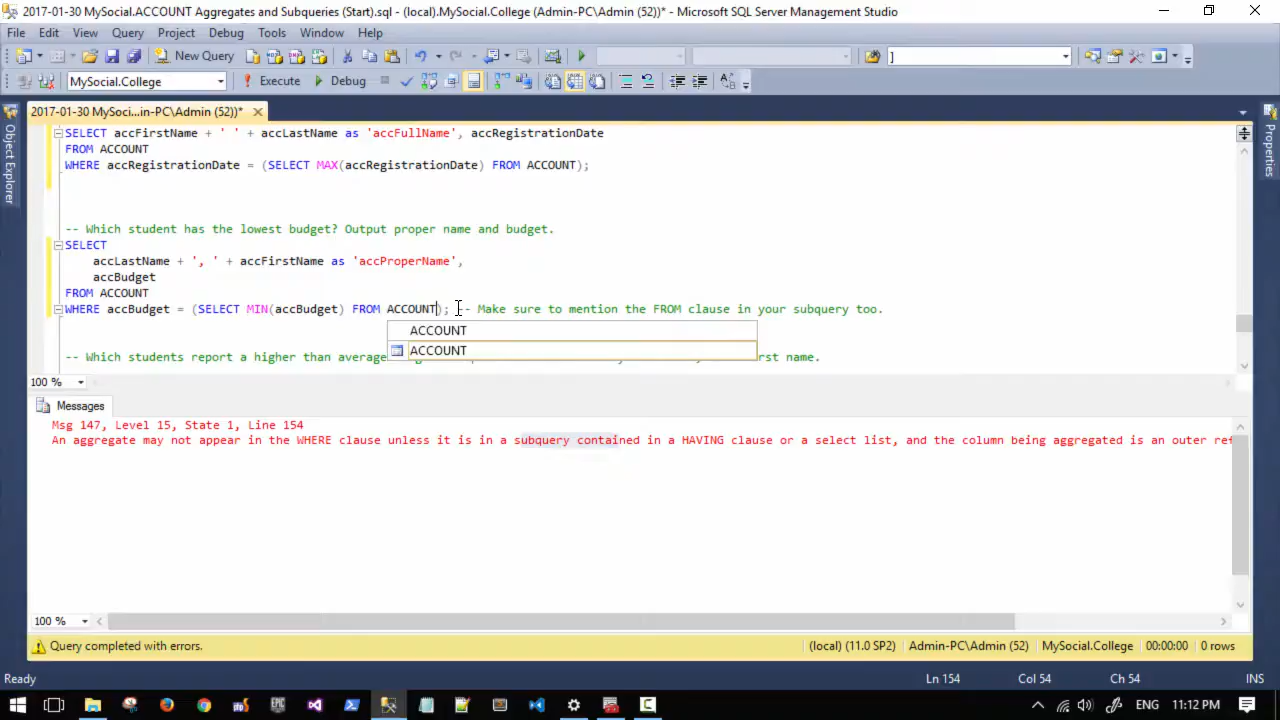 2017-01-30 MySocial.ACCOUNT Aggregates and Subqueries (Start).sql - (local).MySocial.College (Admin-PC\Admin (52))* - Microsoft SQL Server Management Studio
File Edit View Query Project Debug Tools Window Help
New Query ]
MySocial.College Execute Debug
2017-01-30 MySoci...in-PC\Admin (52))*
Object Explorer
Properties
SELECT accFirstName + ' ' + accLastName as 'accFullName', accRegistrationDate
FROM ACCOUNT
WHERE accRegistrationDate = (SELECT MAX(accRegistrationDate) FROM ACCOUNT);
-- Which student has the lowest budget? Output proper name and budget.
SELECT
accLastName + ', ' + accFirstName as 'accProperName',
accBudget
FROM ACCOUNT
WHERE accBudget = (SELECT MIN(accBudget) FROM ACCOUNT); -- Make sure to mention the FROM clause in your subquery too.
ACCOUNT
ACCOUNT
-- Which students report a higher than average rst name.
100 %
Messages
Msg 147, Level 15, State 1, Line 154
An aggregate may not appear in the WHERE clause unless it is in a subquery contained in a HAVING clause or a select list, and the column being aggregated is an outer ref
100 %
Query completed with errors. (local) (11.0 SP2) Admin-PC\Admin (52) MySocial.College 00:00:00 0 rows
Ready Ln 154 Col 54 Ch 54 INS
ENG 11:12 PM